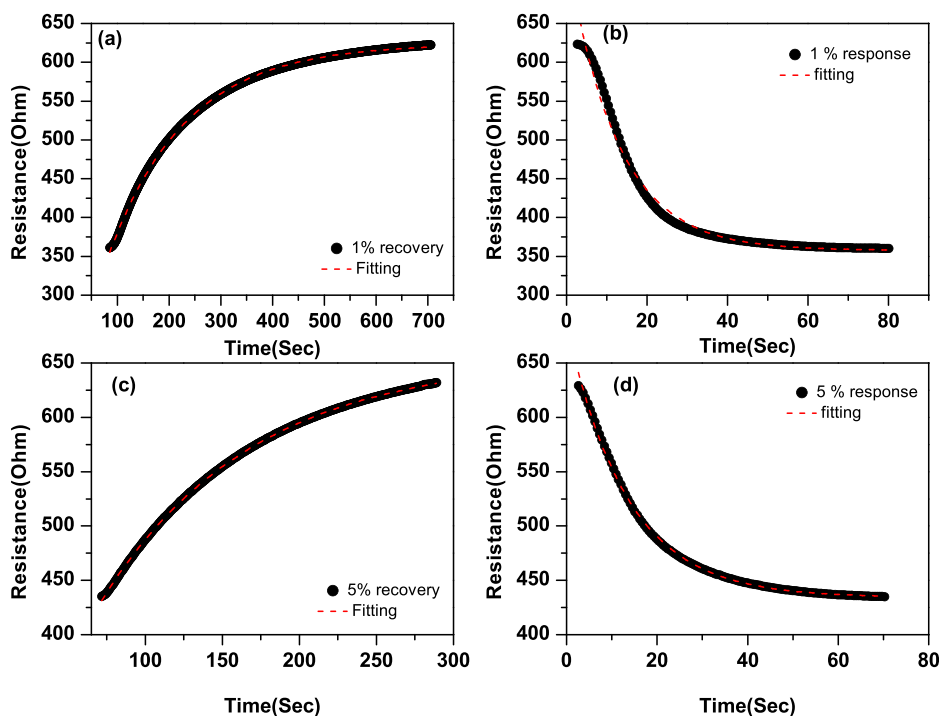 (a)
650
600
550
500
450
400
350
300
Resistance(Ohm)
1% recovery
Fitting
100 200 300 400 500 600 700
Time(Sec)
(b)
650
600
550
500
450
400
350
300
Resistance(Ohm)
1 % response
fitting
0 20 40 60 80
Time(Sec)
(c)
650
600
550
500
450
400
Resistance(Ohm)
5% recovery
Fitting
100 150 200 250 300
Time(Sec)
(d)
650
600
550
500
450
400
Resistance(Ohm)
5 % response
fitting
0 20 40 60 80
Time(Sec)